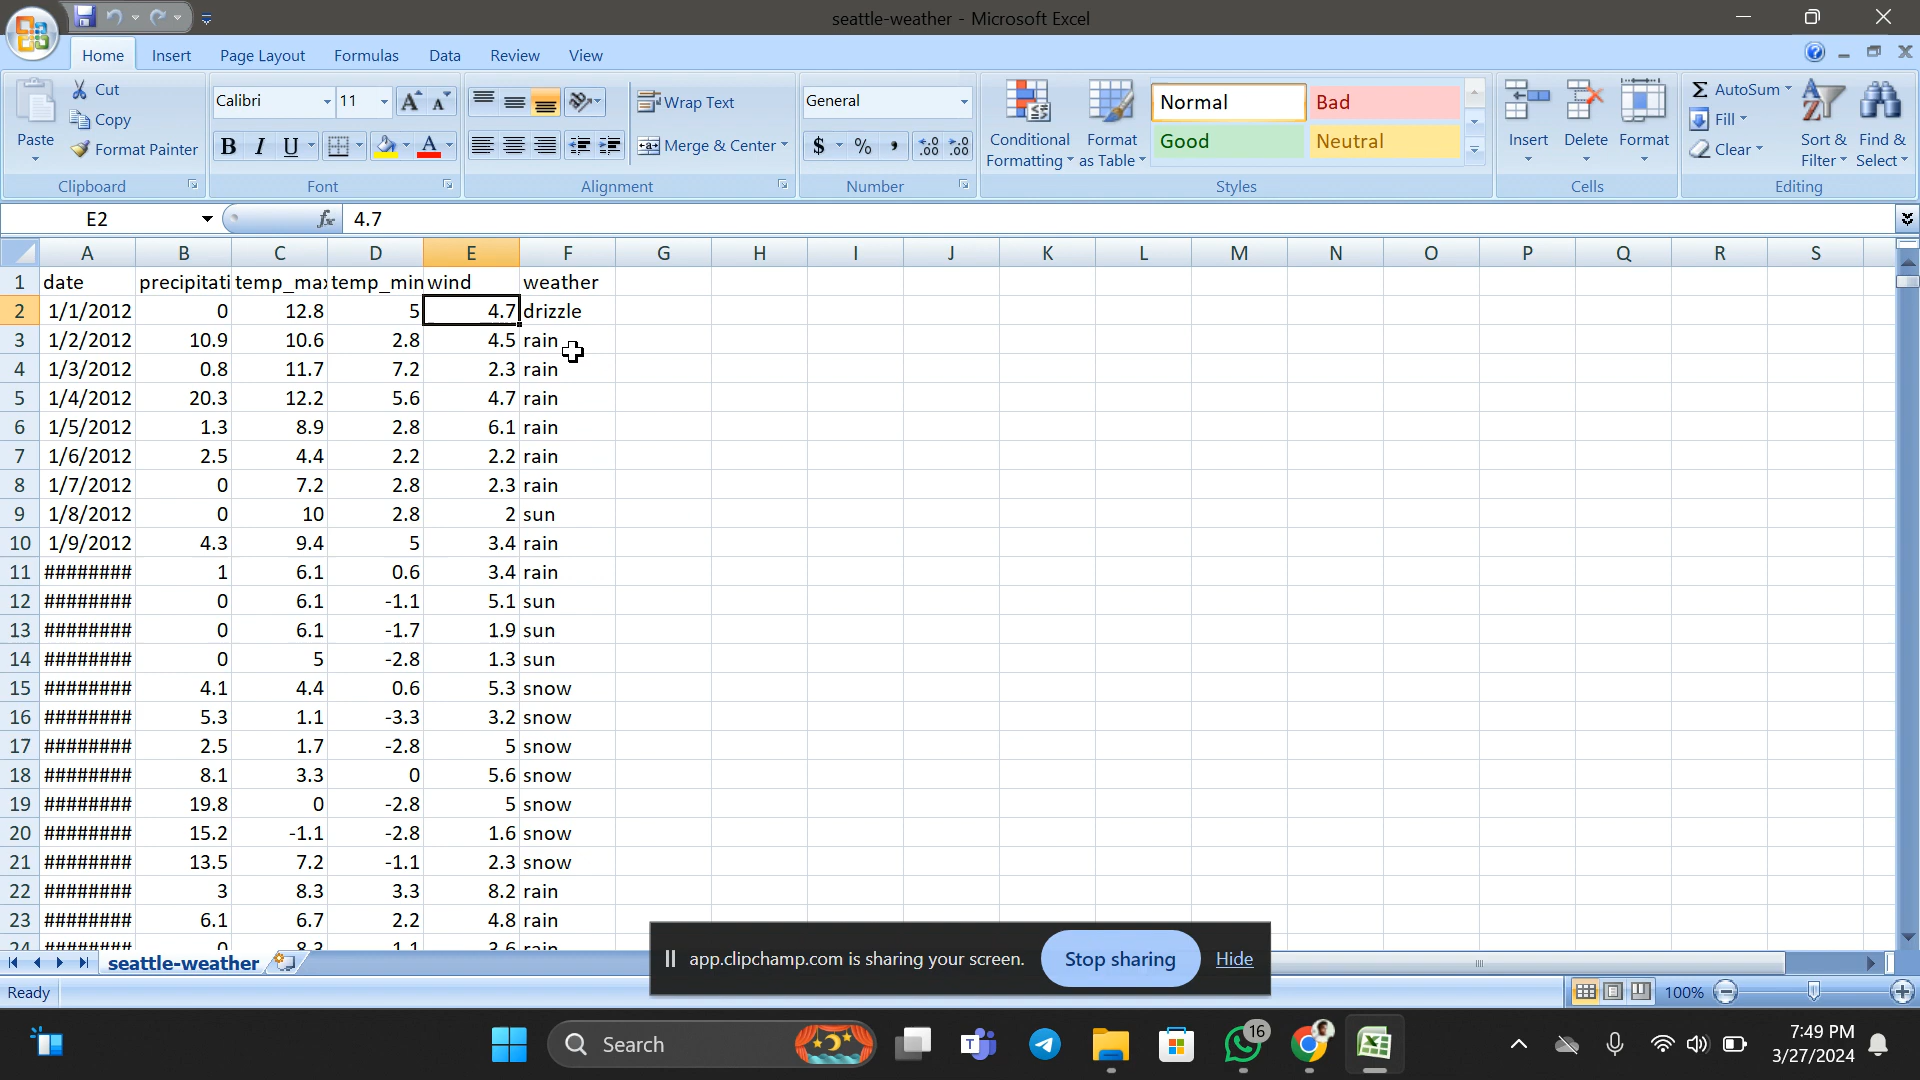 seattle-weather - Microsoft Excel
Home Insert Page Layout Formulas Data Review View
Paste Cut Copy Format Painter Clipboard
Calibri 11 B I U A Font
Wrap Text Merge & Center Alignment
General $ % , .0 .00 Number
Conditional Formatting Format as Table Normal Bad Good Neutral Styles
Insert Delete Format Cells
Σ AutoSum Fill Clear Sort & Filter Find & Select Editing
E2 fx 4.7
A B C D E F G H I J K L M N O P Q R S
1 date precipitati temp_max temp_min wind weather
2 1/1/2012 0 12.8 5 4.7 drizzle
3 1/2/2012 10.9 10.6 2.8 4.5 rain
4 1/3/2012 0.8 11.7 7.2 2.3 rain
5 1/4/2012 20.3 12.2 5.6 4.7 rain
6 1/5/2012 1.3 8.9 2.8 6.1 rain
7 1/6/2012 2.5 4.4 2.2 2.2 rain
8 1/7/2012 0 7.2 2.8 2.3 rain
9 1/8/2012 0 10 2.8 2 sun
10 1/9/2012 4.3 9.4 5 3.4 rain
11 ######## 1 6.1 0.6 3.4 rain
12 ######## 0 6.1 -1.1 5.1 sun
13 ######## 0 6.1 -1.7 1.9 sun
14 ######## 0 5 -2.8 1.3 sun
15 ######## 4.1 4.4 0.6 5.3 snow
16 ######## 5.3 1.1 -3.3 3.2 snow
17 ######## 2.5 1.7 -2.8 5 snow
18 ######## 8.1 3.3 0 5.6 snow
19 ######## 19.8 0 -2.8 5 snow
20 ######## 15.2 -1.1 -2.8 1.6 snow
21 ######## 13.5 7.2 -1.1 2.3 snow
22 ######## 3 8.3 3.3 8.2 rain
23 ######## 6.1 6.7 2.2 4.8 rain
24 ######## 0 8.3 1.1 3.6 rain
seattle-weather
app.clipchamp.com is sharing your screen. Stop sharing Hide
Ready 100%
Search 16 7:49 PM
3/27/2024